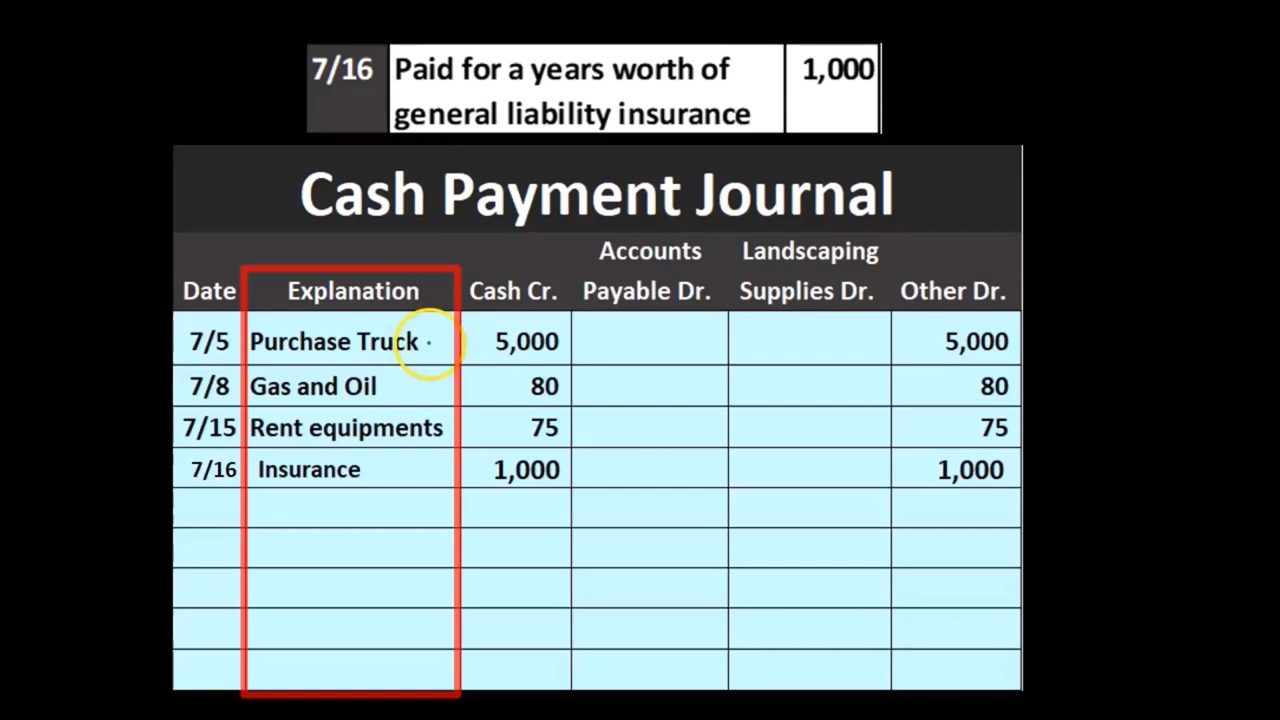 7/16 Paid for a years worth of 1,000
general liability insurance
Cash Payment Journal
Accounts Landscaping
Date Explanation Cash Cr. Payable Dr. Supplies Dr. Other Dr.
7/5 Purchase Truck 5,000 5,000
7/8 Gas and Oil 80 80
7/15 Rent equipments 75 75
7/16 Insurance 1,000 1,000